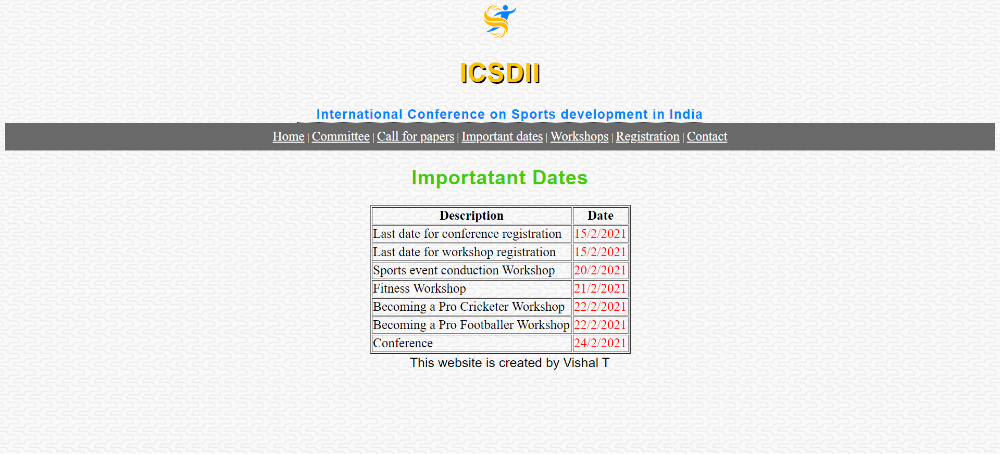 ICSDII
International Conference on Sports development in India
Home | Committee | Call for papers | Important dates | Workshops | Registration | Contact
Importatant Dates
Description Date
Last date for conference registration 15/2/2021
Last date for workshop registration 15/2/2021
Sports event conduction Workshop 20/2/2021
Fitness Workshop 21/2/2021
Becoming a Pro Cricketer Workshop 22/2/2021
Becoming a Pro Footballer Workshop 22/2/2021
Conference 24/2/2021
This website is created by Vishal T